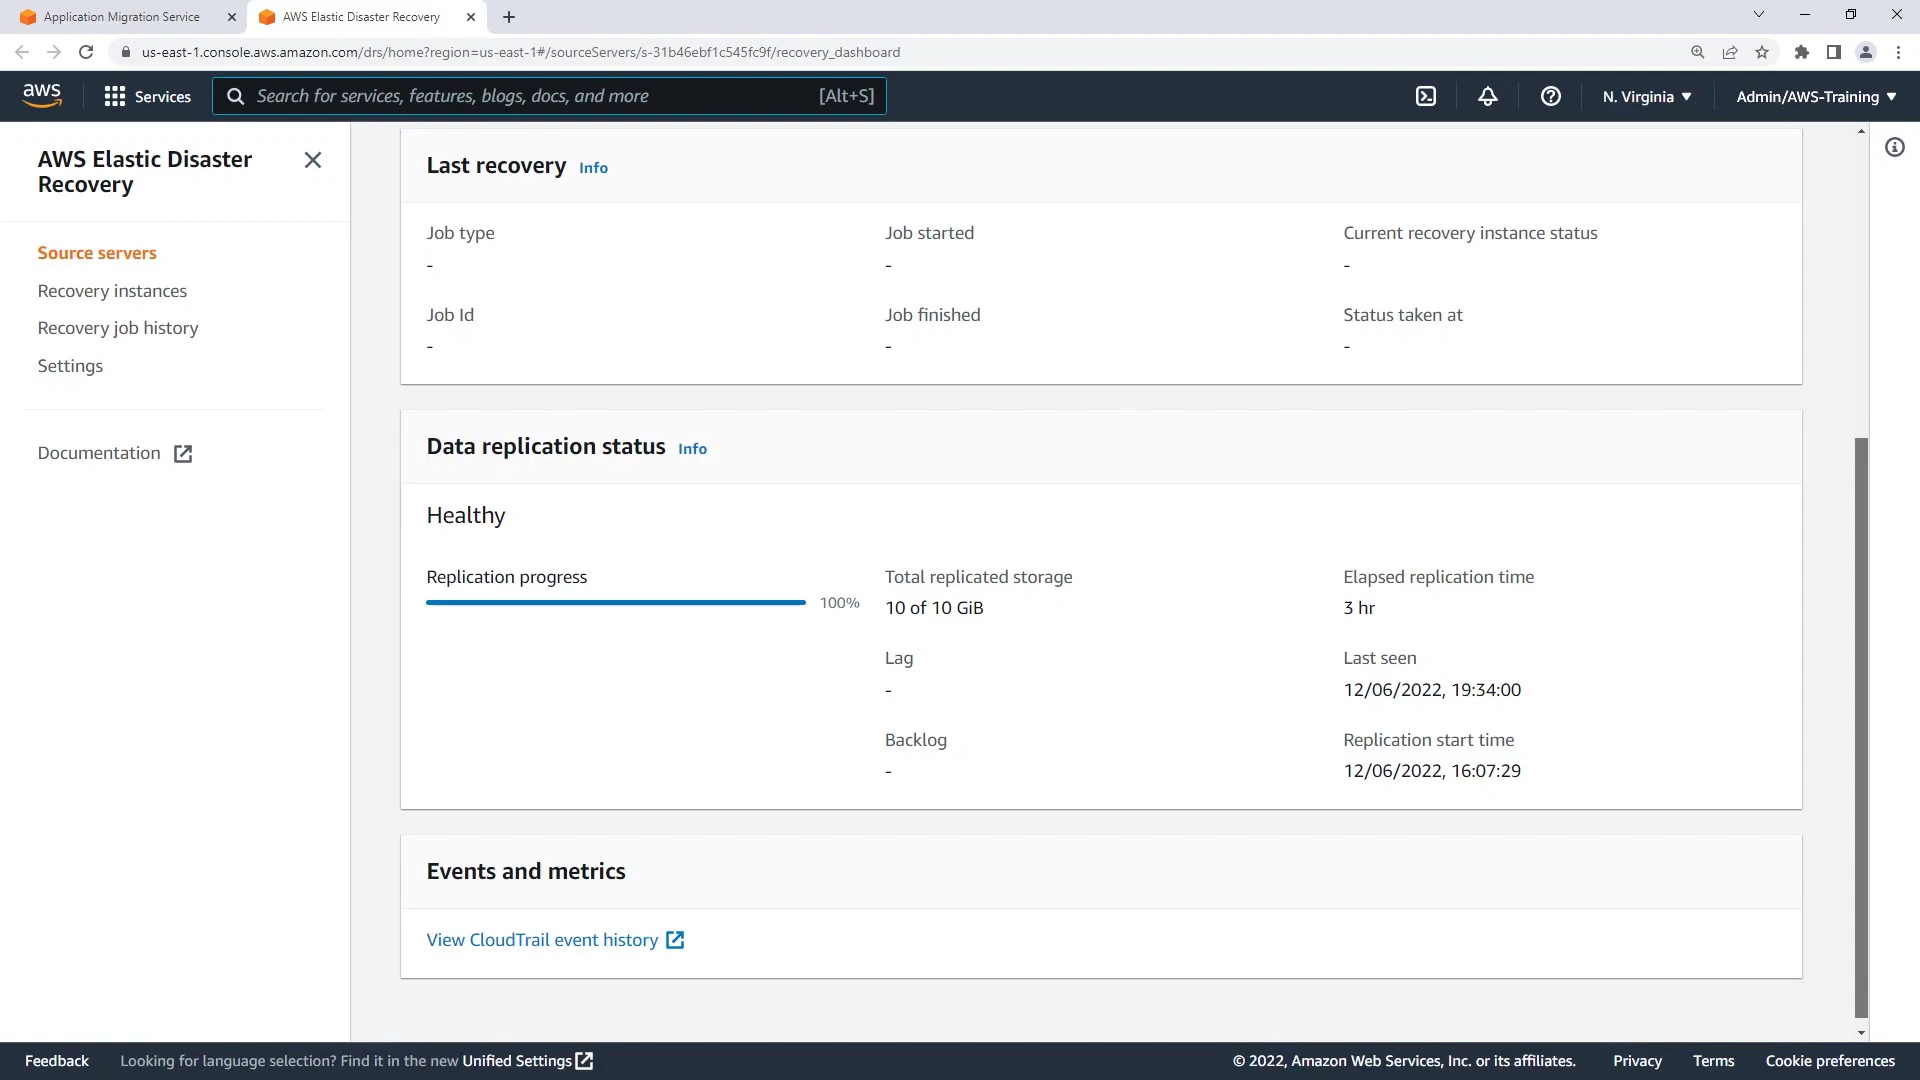 Application Migration Service
AWS Elastic Disaster Recovery
us-east-1.console.aws.amazon.com/drs/home?region=us-east-1#/sourceServers/s-31b46ebf1c545fc9f/recovery_dashboard
aws
Services
Search for services, features, blogs, docs, and more
[Alt+S]
N. Virginia
Admin/AWS-Training
AWS Elastic Disaster
Recovery
Source servers
Recovery instances
Recovery job history
Settings
Documentation
Last recovery Info
Job type
-
Job started
-
Current recovery instance status
-
Job Id
-
Job finished
-
Status taken at
-
Data replication status Info
Healthy
Replication progress
100%
Total replicated storage
10 of 10 GiB
Elapsed replication time
3 hr
Lag
-
Last seen
12/06/2022, 19:34:00
Backlog
-
Replication start time
12/06/2022, 16:07:29
Events and metrics
View CloudTrail event history
Feedback
Looking for language selection? Find it in the new Unified Settings
© 2022, Amazon Web Services, Inc. or its affiliates.
Privacy
Terms
Cookie preferences